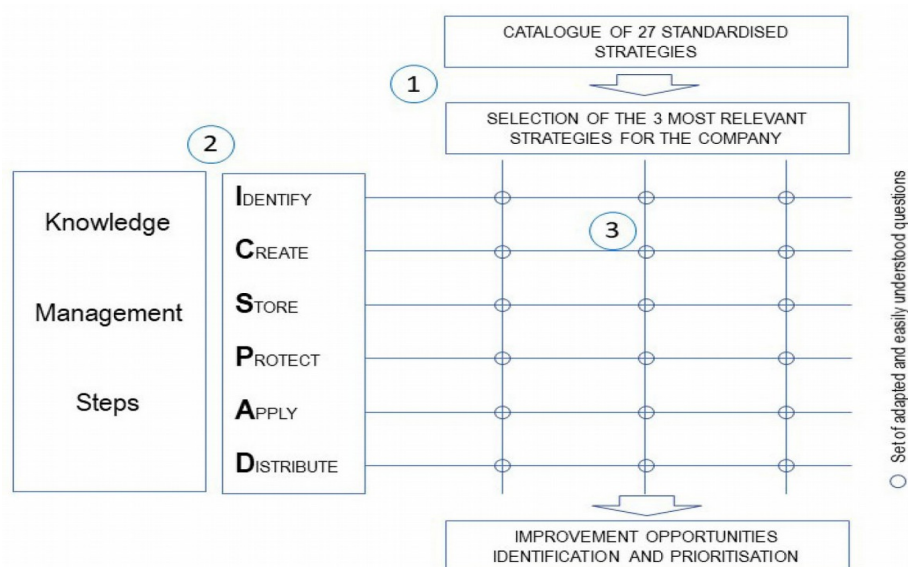 CATALOGUE OF 27 STANDARDISED
STRATEGIES
1
SELECTION OF THE 3 MOST RELEVANT
STRATEGIES FOR THE COMPANY
2
Knowledge
Management
Steps
IDENTIFY
CREATE
STORE
PROTECT
APPLY
DISTRIBUTE
3
Set of adapted and easily understood questions
IMPROVEMENT OPPORTUNITIES
IDENTIFICATION AND PRIORITISATION